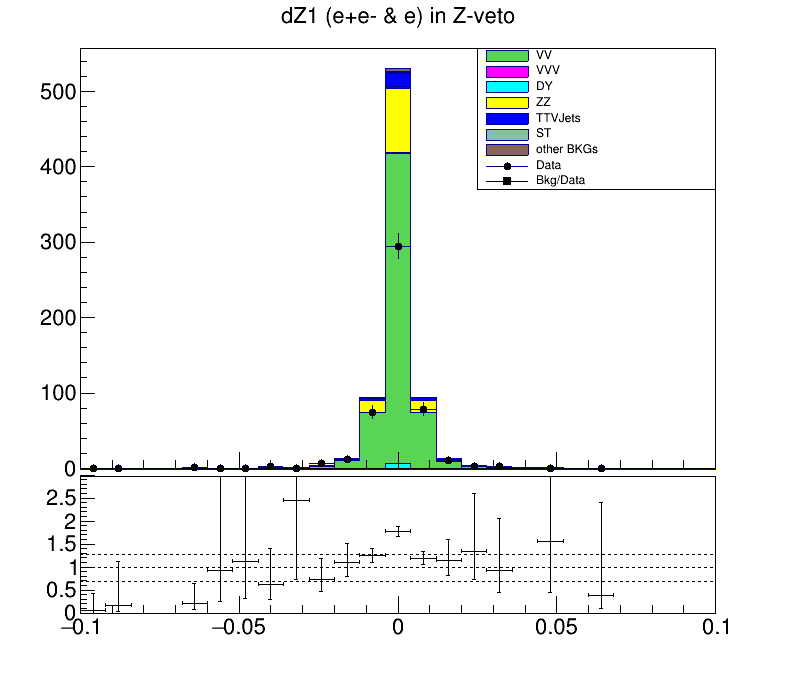 dZ1 (e+e- & e) in Z-veto
VV
VVV
DY
ZZ
TTVJets
ST
other BKGs
Data
Bkg/Data
500
400
300
200
100
0
2.5
2
1.5
1
0.5
0
−0.1
−0.05
0
0.05
0.1